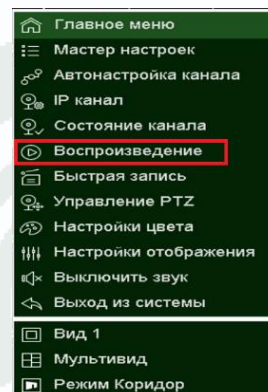 Главное меню
Мастер настроек
Автонастройка канала
IP канал
Состояние канала
Воспроизведение
Быстрая запись
Управление PTZ
Настройки цвета
Настройки отображения
Выключить звук
Выход из системы
Вид 1
Мультивид
Режим Коридор